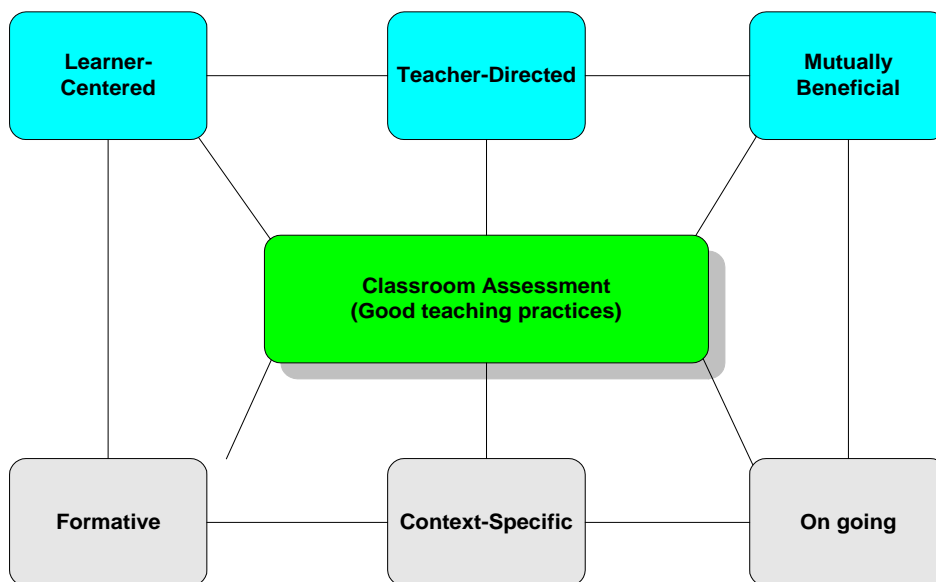 Learner-
Centered
Teacher-Directed
Mutually
Beneficial
Classroom Assessment
(Good teaching practices)
Formative
Context-Specific
On going